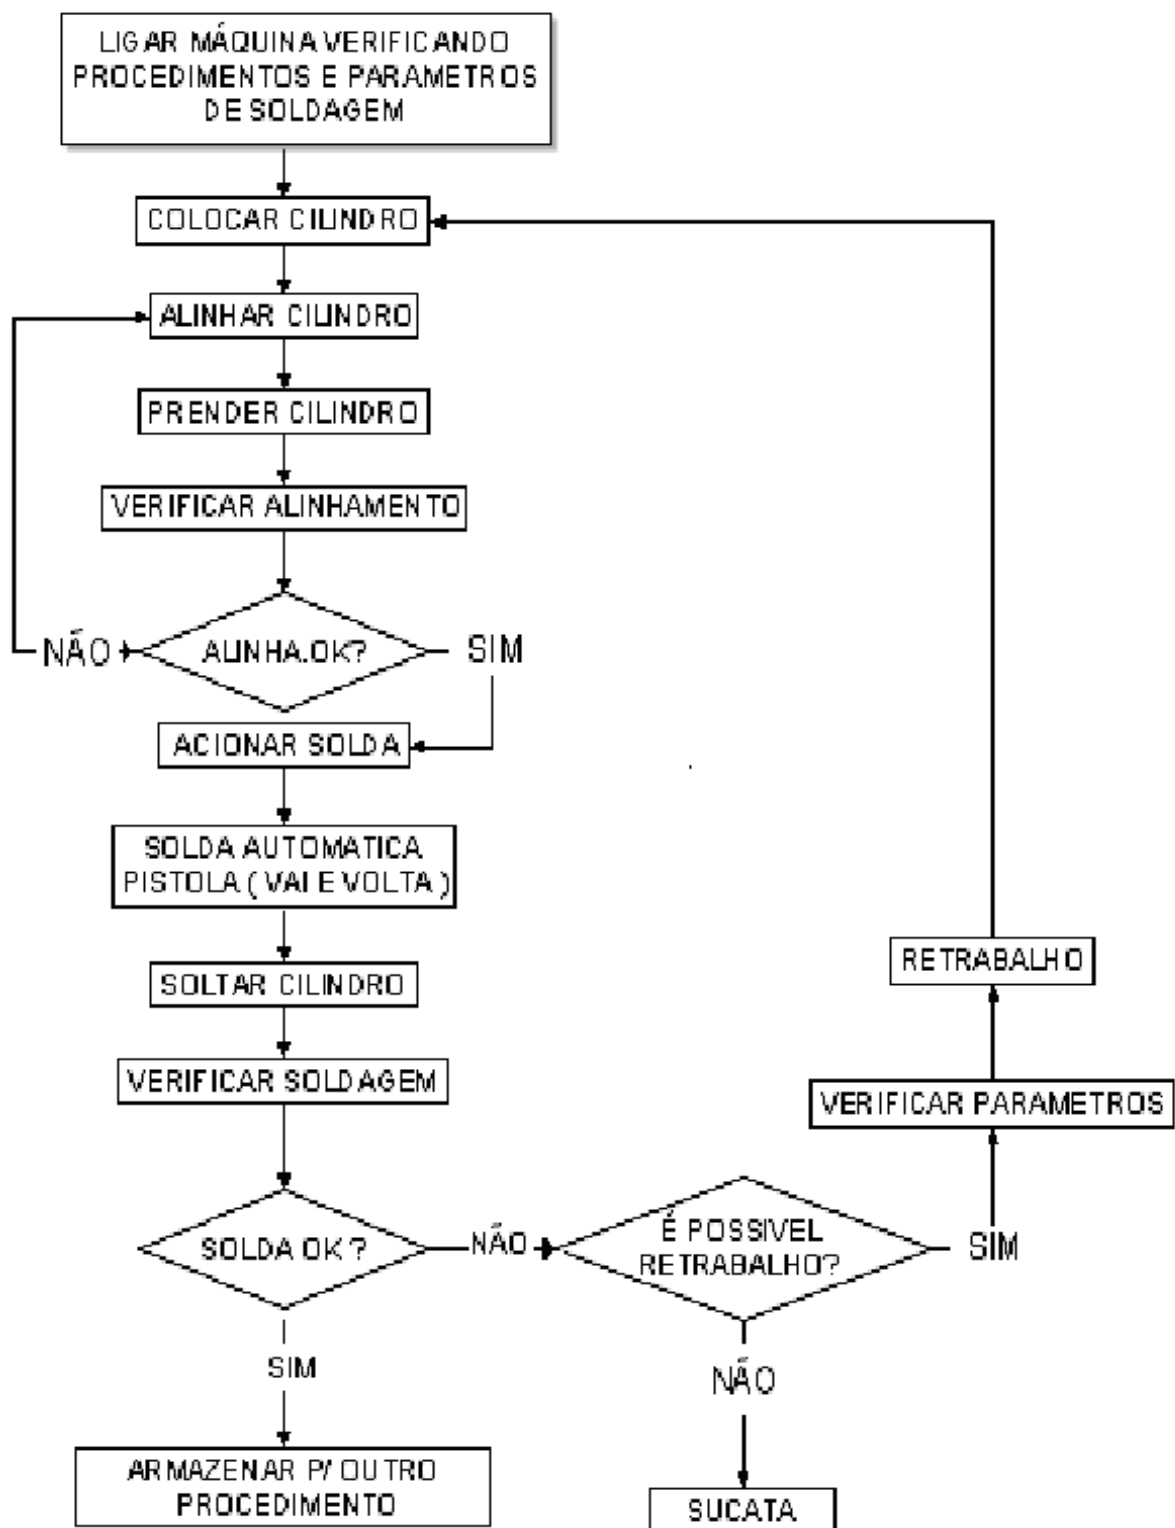 LIGAR MÁQUINA VERIFICANDO
PROCEDIMENTOS E PARAMETROS
DE SOLDAGEM
COLOCAR CILINDRO
ALINHAR CILINDRO
PRENDER CILINDRO
VERIFICAR ALINHAMENTO
NÃO
ALINHA.OK?
SIM
ACIONAR SOLDA
SOLDA AUTOMATICA
PISTOLA ( VAI E VOLTA )
SOLTAR CILINDRO
VERIFICAR SOLDAGEM
SOLDA OK ?
NÃO
É POSSIVEL
RETRABALHO?
SIM
VERIFICAR PARAMETROS
RETRABALHO
SIM
NÃO
ARMAZENAR P/ OUTRO
PROCEDIMENTO
SUCATA